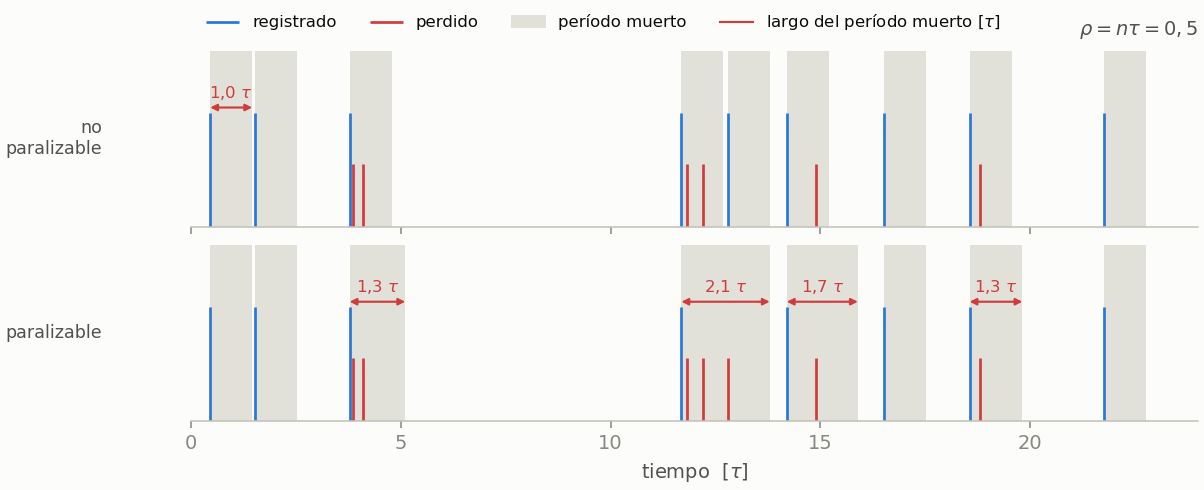 registrado perdido período muerto largo del período muerto [τ]
ρ = nτ = 0, 5
1,0 τ
no
paralizable
1,3 τ 2,1 τ 1,7 τ 1,3 τ
paralizable
0 5 10 15 20
tiempo [τ]